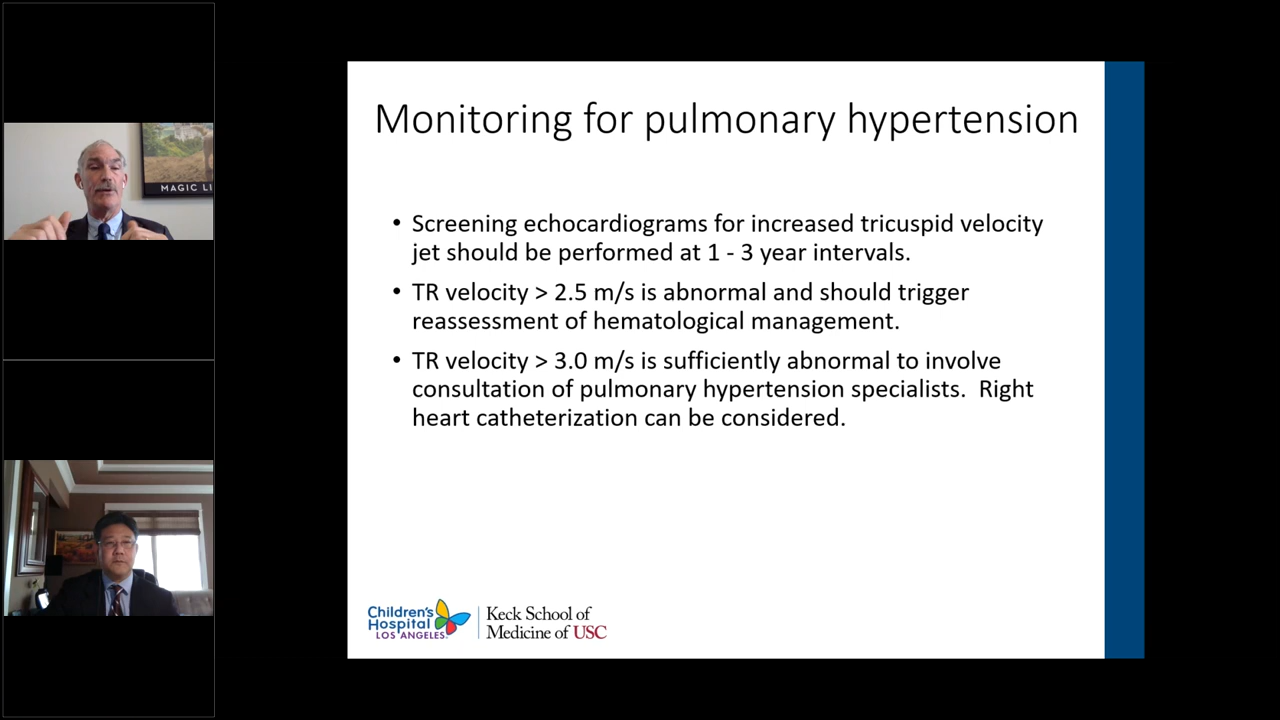 MAGIC LI
Monitoring for pulmonary hypertension
• Screening echocardiograms for increased tricuspid velocity
jet should be performed at 1 - 3 year intervals.
• TR velocity > 2.5 m/s is abnormal and should trigger
reassessment of hematological management.
• TR velocity > 3.0 m/s is sufficiently abnormal to involve
consultation of pulmonary hypertension specialists. Right
heart catheterization can be considered.
Children's
Hospital
LOS ANGELES
Keck School of
Medicine of USC